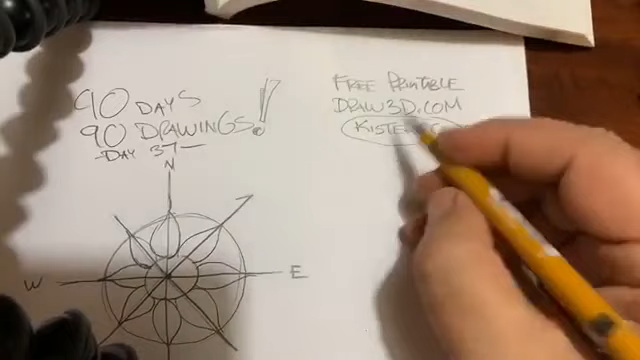 90 DAYS
90 DRAWINGS!
-DAY 37-
N
W
E
FREE PRINTABLE
DRAW3D.COM